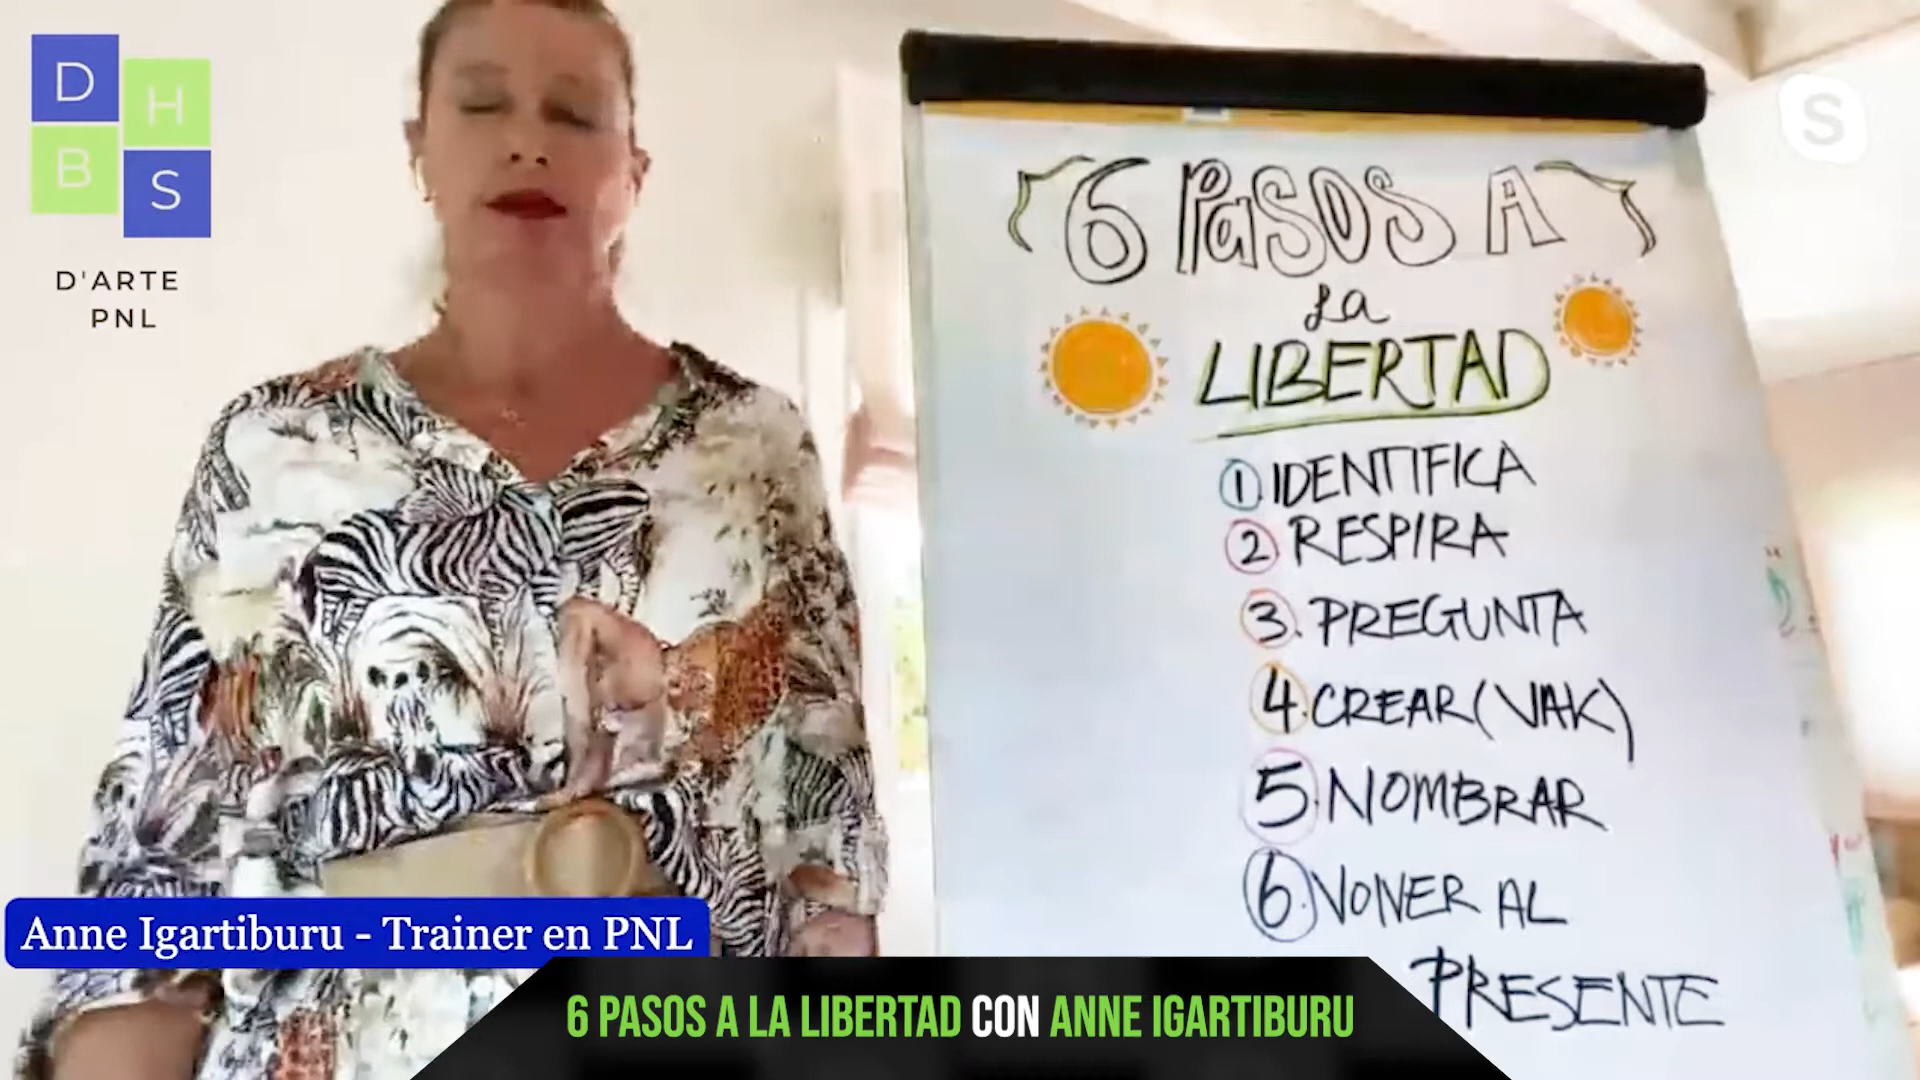 D
H
B
S
D'ARTE
PNL
S
6 PASOS A
La
LIBERTAD
1. IDENTIFICA
2 RESPIRA
3. PREGUNTA
4. CREAR (VAK)
5. NOMBRAR
6. VOLVER AL
PRESENTE
Anne Igartiburu - Trainer en PNL
6 PASOS A LA LIBERTAD CON ANNE IGARTIBURU